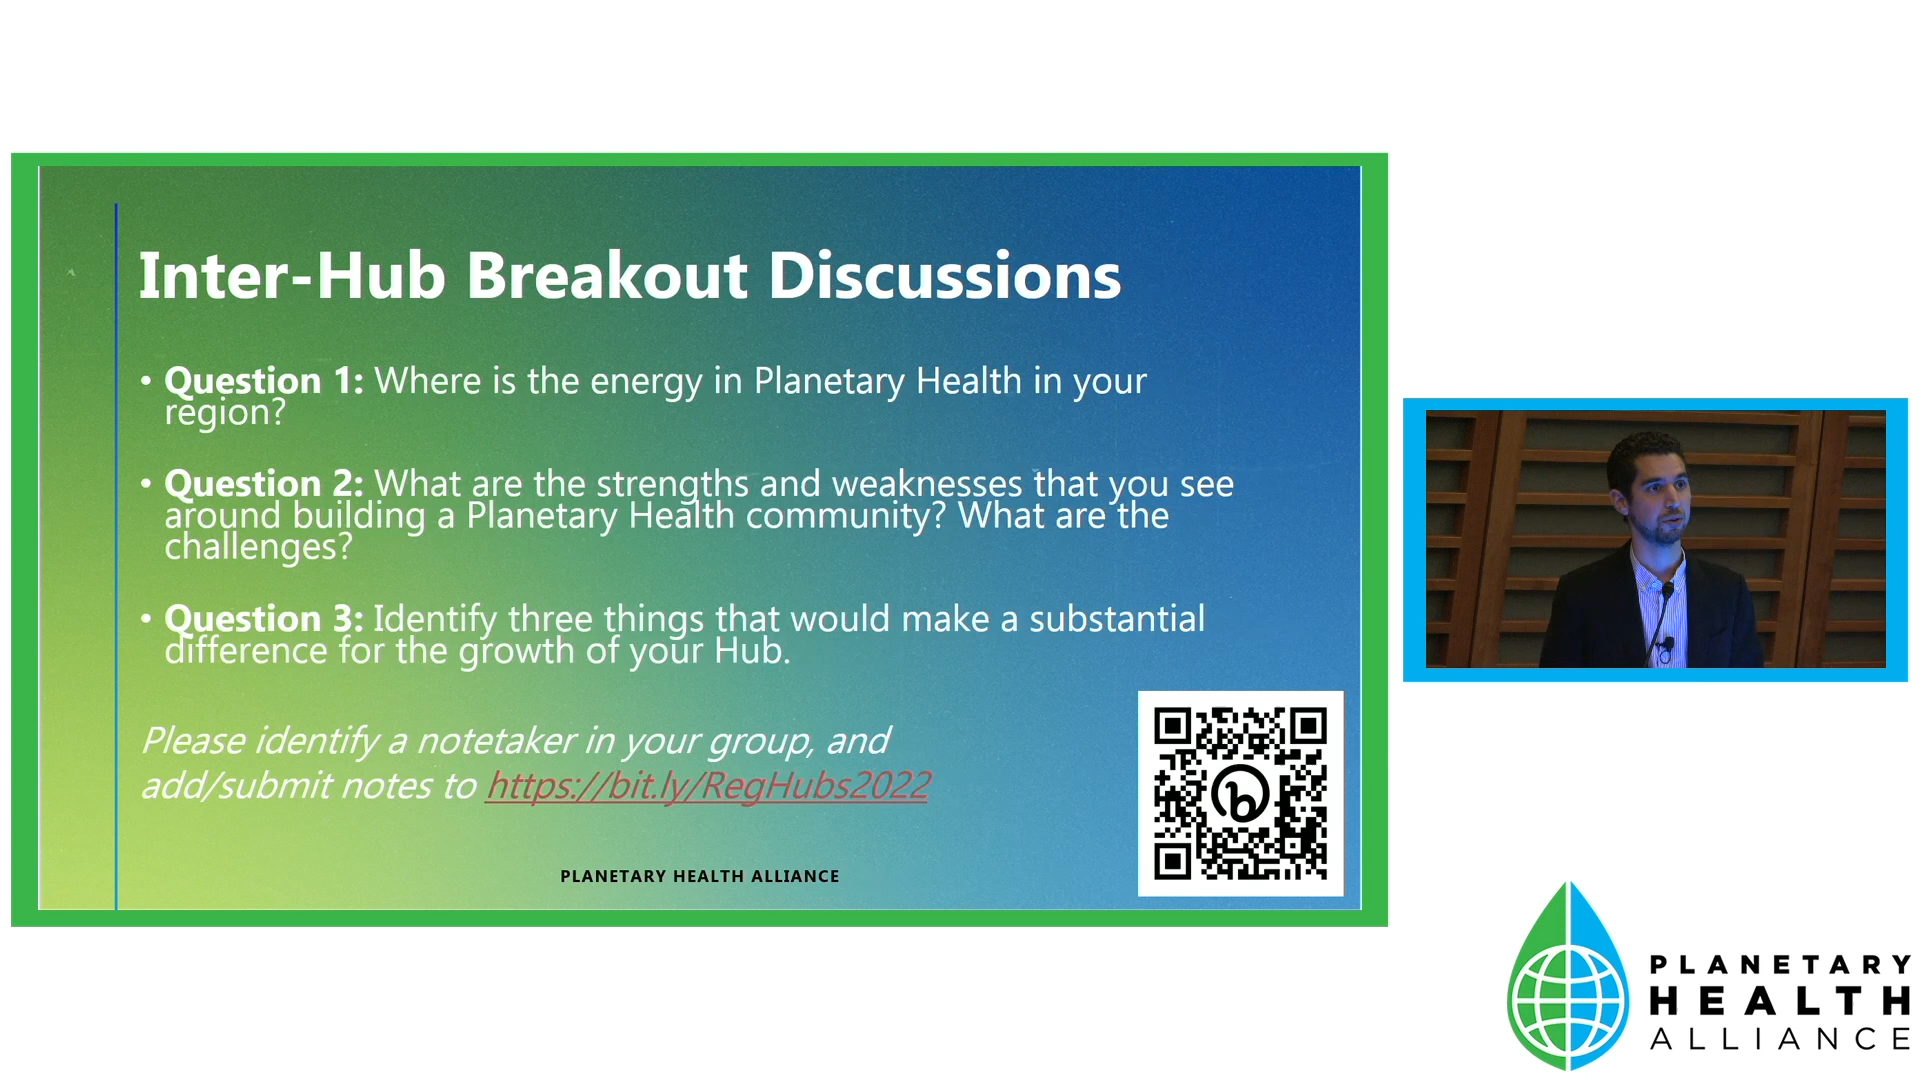 Inter-Hub Breakout Discussions
• Question 1: Where is the energy in Planetary Health in your
region?
• Question 2: What are the strengths and weaknesses that you see
around building a Planetary Health community? What are the
challenges?
• Question 3: Identify three things that would make a substantial
difference for the growth of your Hub.
Please identify a notetaker in your group, and
add/submit notes to https://bit.ly/RegHubs2022
b
PLANETARY HEALTH ALLIANCE
PLANETARY
HEALTH
ALLIANCE